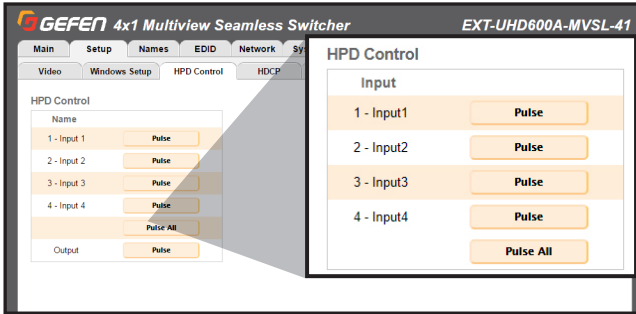 GEFEN 4x1 Multiview Seamless Switcher EXT-UHD600A-MVSL-41
Main Setup Names EDID Network
Video Windows Setup HPD Control HDCP
HPD Control
Name
1 - Input 1 Pulse
2 - Input 2 Pulse
3 - Input 3 Pulse
4 - Input 4 Pulse
Pulse All
Output Pulse
HPD Control
Input
1 - Input1 Pulse
2 - Input2 Pulse
3 - Input3 Pulse
4 - Input4 Pulse
Pulse All